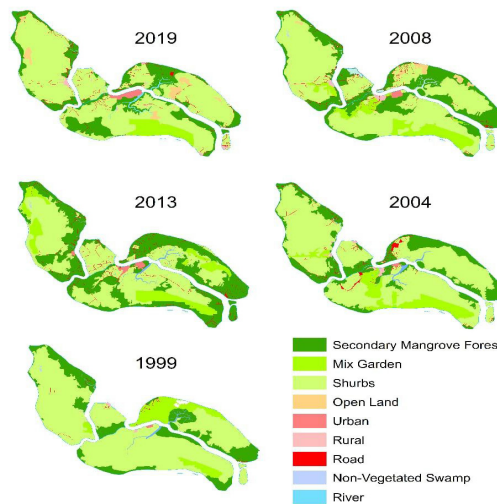 2019
2008
2013
2004
1999
Secondary Mangrove Fores
Mix Garden
Shurbs
Open Land
Urban
Rural
Road
Non-Vegetated Swamp
River